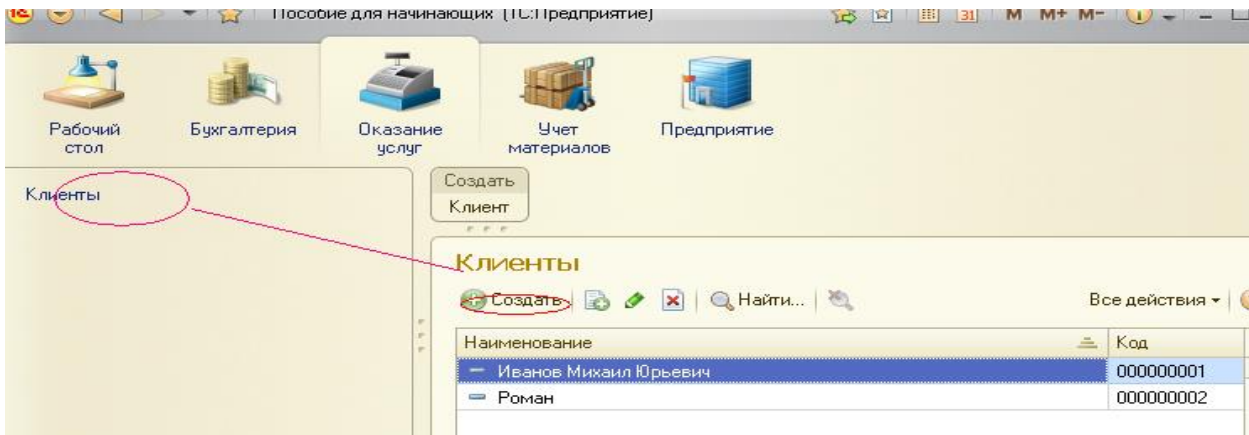 Пособие для начинающих (1С:Предприятие)
31 M M+ M-
Рабочий стол
Бухгалтерия
Оказание услуг
Учет материалов
Предприятие
Клиенты
Создать
Клиент
Клиенты
Создать Найти... Все действия
Наименование Код
Иванов Михаил Юрьевич 000000001
Роман 000000002